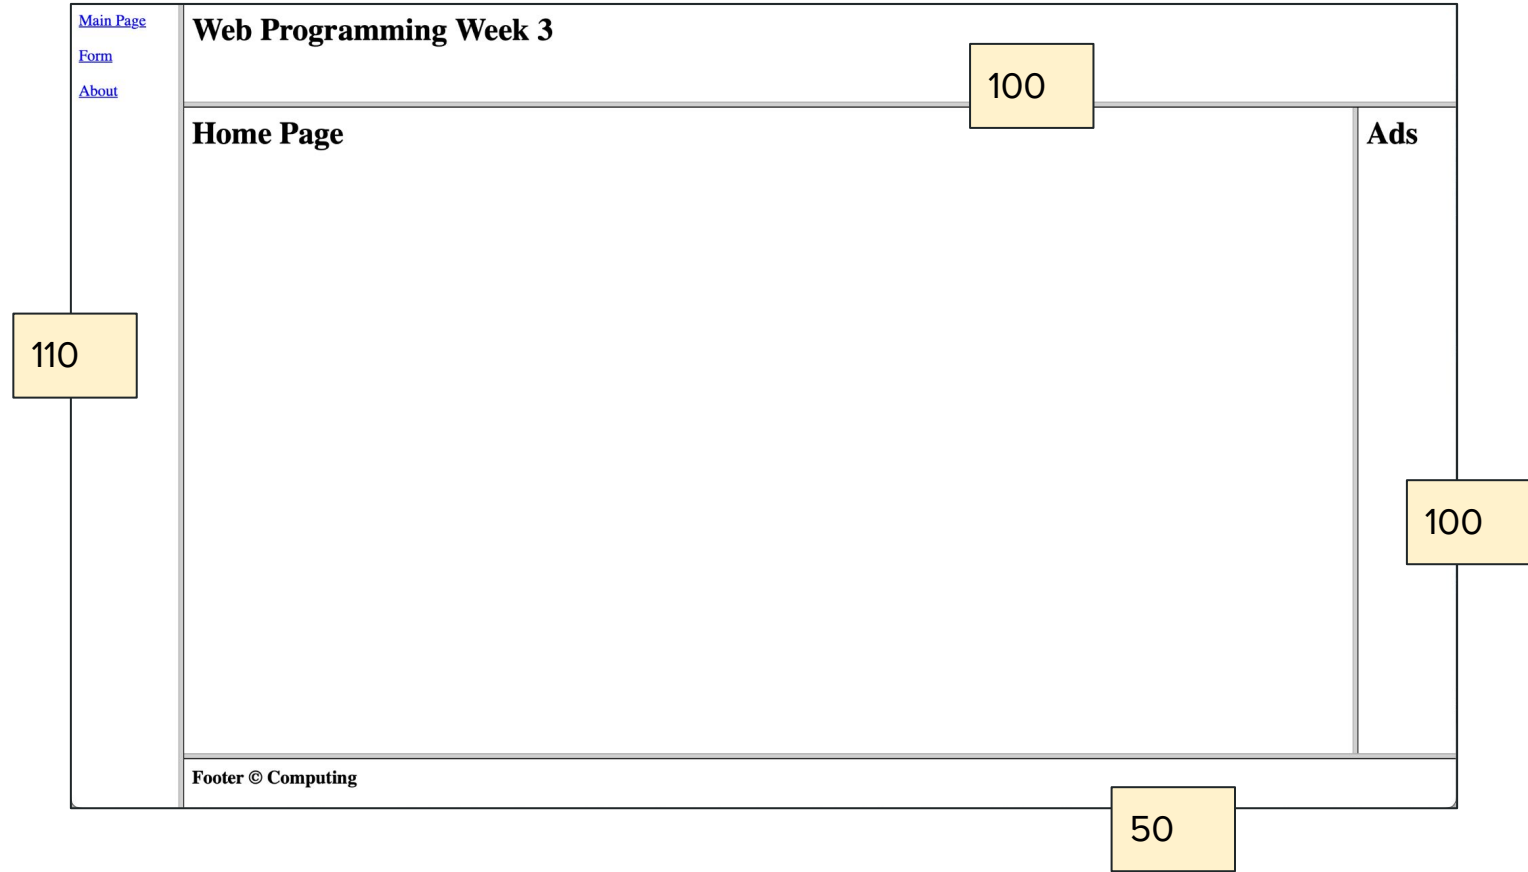 Main Page
Form
About
Web Programming Week 3
100
Home Page
Ads
110
100
Footer © Computing
50